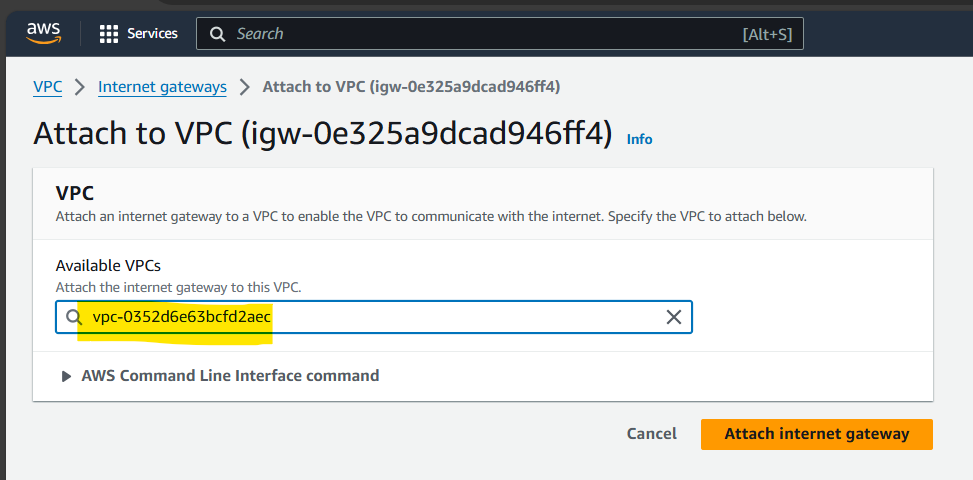 aws Services Search [Alt+S]
VPC > Internet gateways > Attach to VPC (igw-0e325a9dcad946ff4)
Attach to VPC (igw-0e325a9dcad946ff4) Info
VPC
Attach an internet gateway to a VPC to enable the VPC to communicate with the internet. Specify the VPC to attach below.
Available VPCs
Attach the internet gateway to this VPC.
vpc-0352d6e63bcfd2aec
AWS Command Line Interface command
Cancel Attach internet gateway